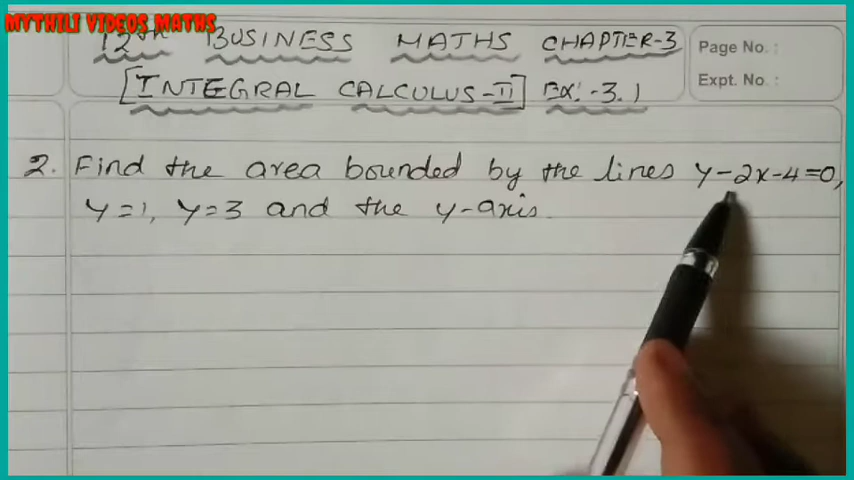 MYTHILI VIDEOS MATHS
12th BUSINESS MATHS CHAPTER-3
[INTEGRAL CALCULUS-II] EX:-3.1
Page No. :
Expt. No. :
2. Find the area bounded by the lines y-2x-4=0,
y=1, y=3 and the y-axis.